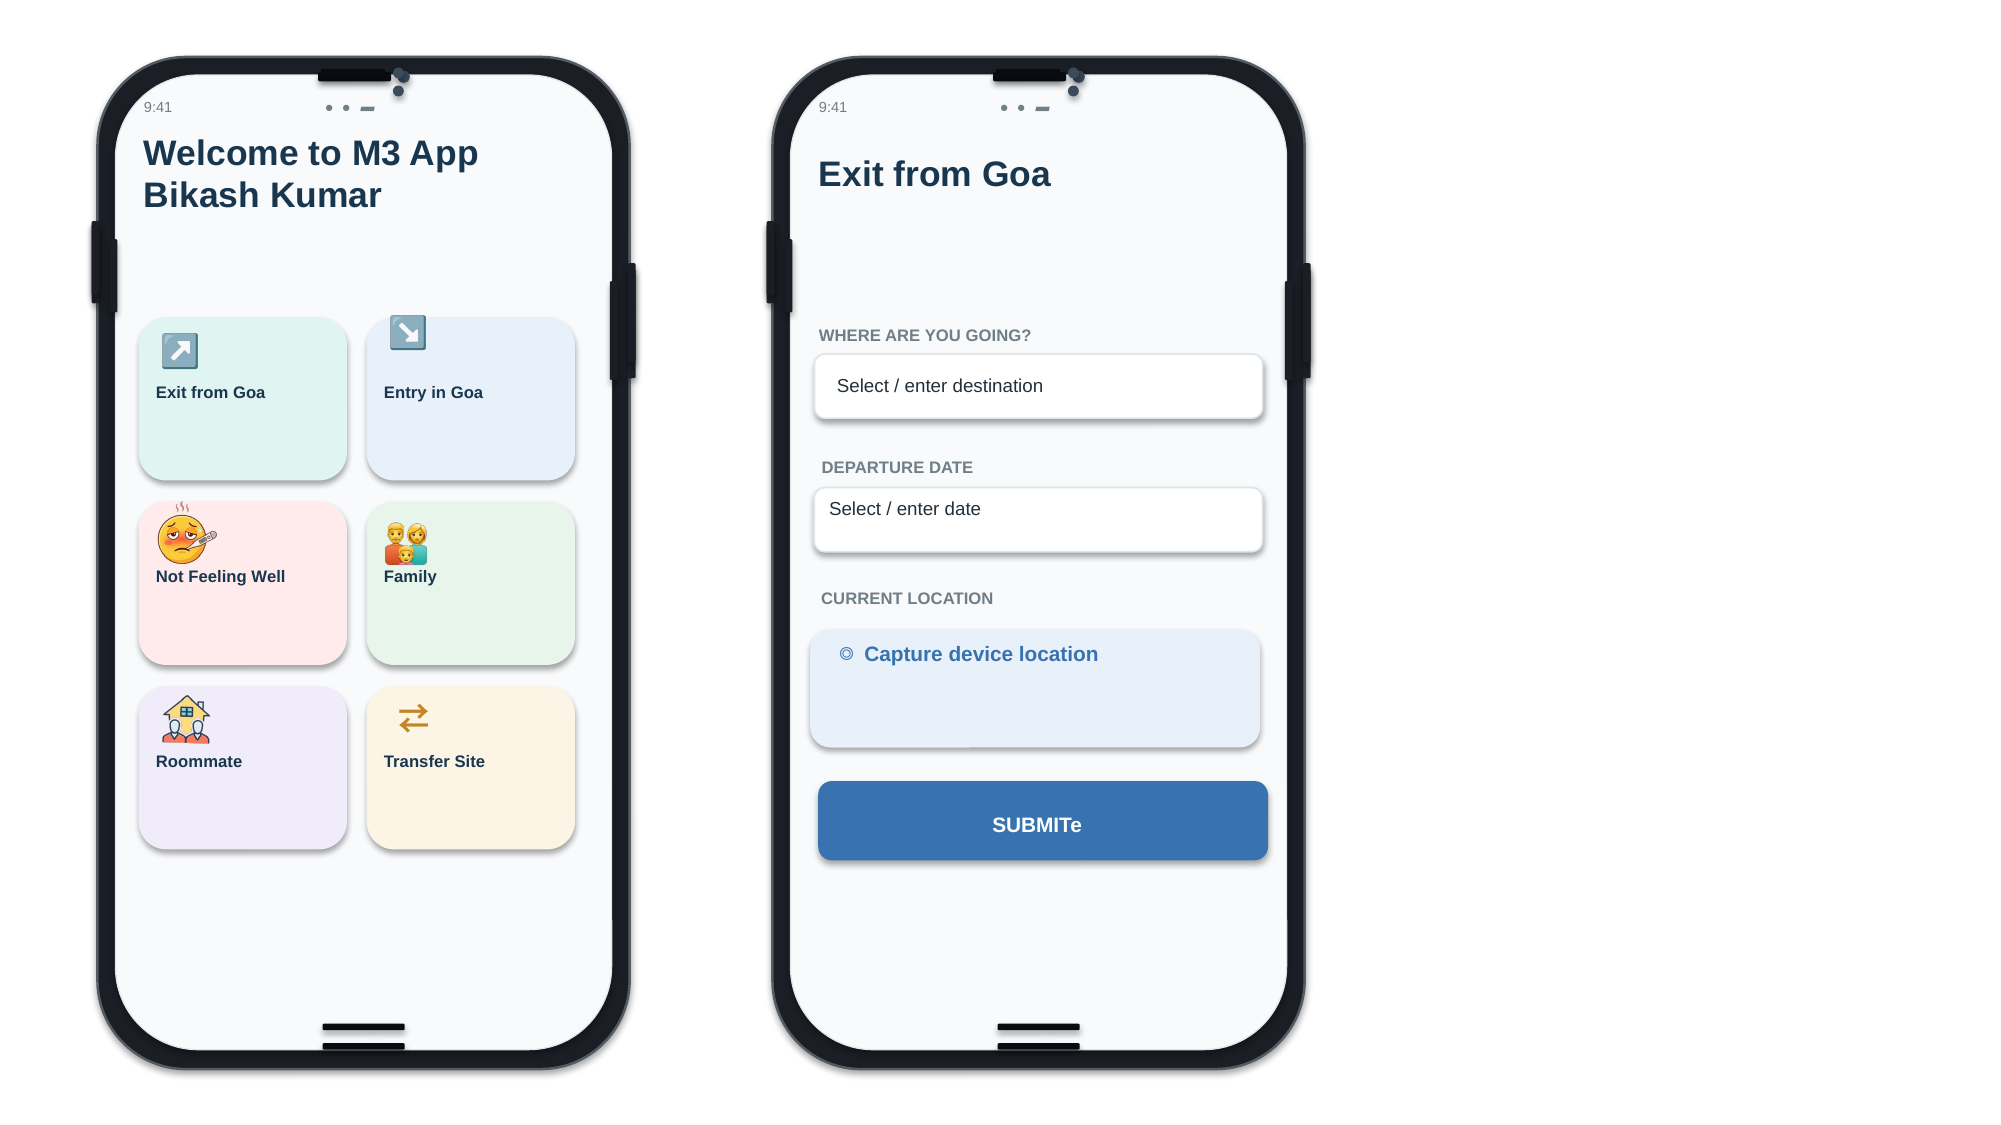 9:41
Welcome to M3 App
Bikash Kumar
Exit from Goa
Entry in Goa
Not Feeling Well
Family
Roommate
Transfer Site
9:41
Exit from Goa
WHERE ARE YOU GOING?
Select / enter destination
DEPARTURE DATE
Select / enter date
CURRENT LOCATION
Capture device location
SUBMITe